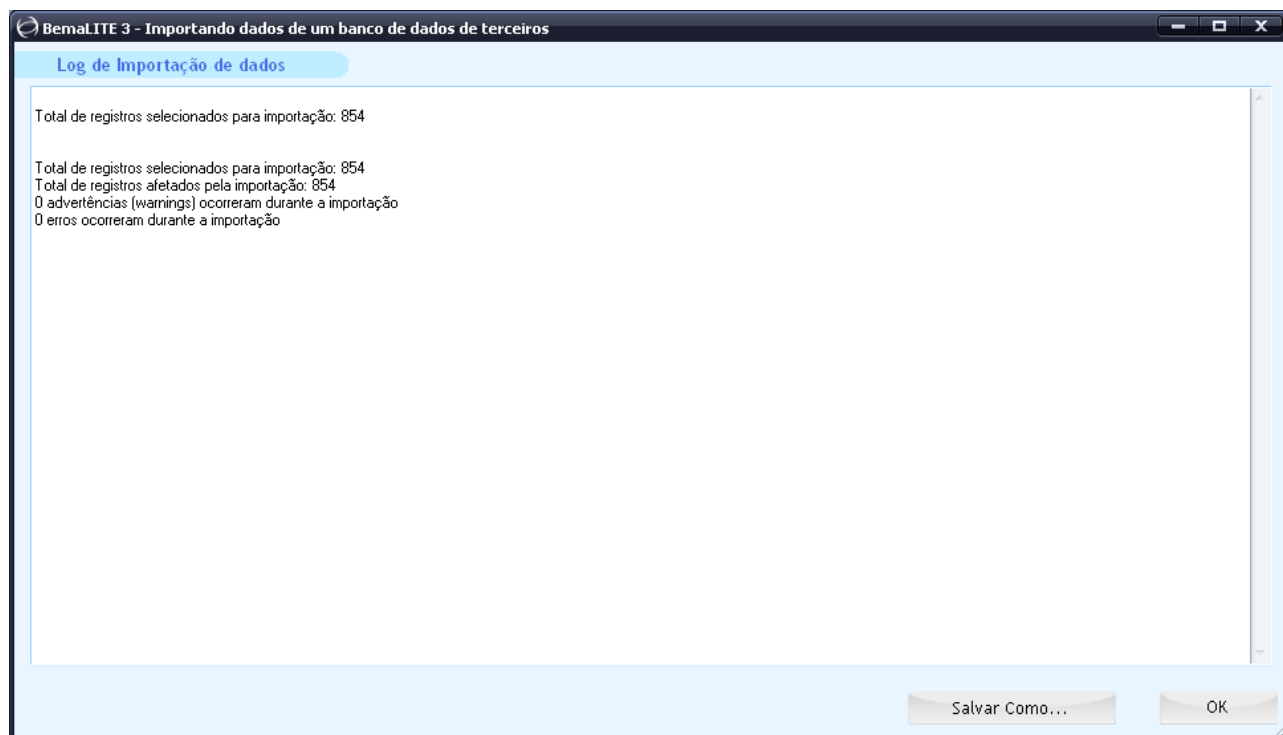 BemaLITE 3 - Importando dados de um banco de dados de terceiros
Log de Importação de dados
Total de registros selecionados para importação: 854
Total de registros selecionados para importação: 854
Total de registros afetados pela importação: 854
0 advertências (warnings) ocorreram durante a importação
0 erros ocorreram durante a importação
Salvar Como...
OK